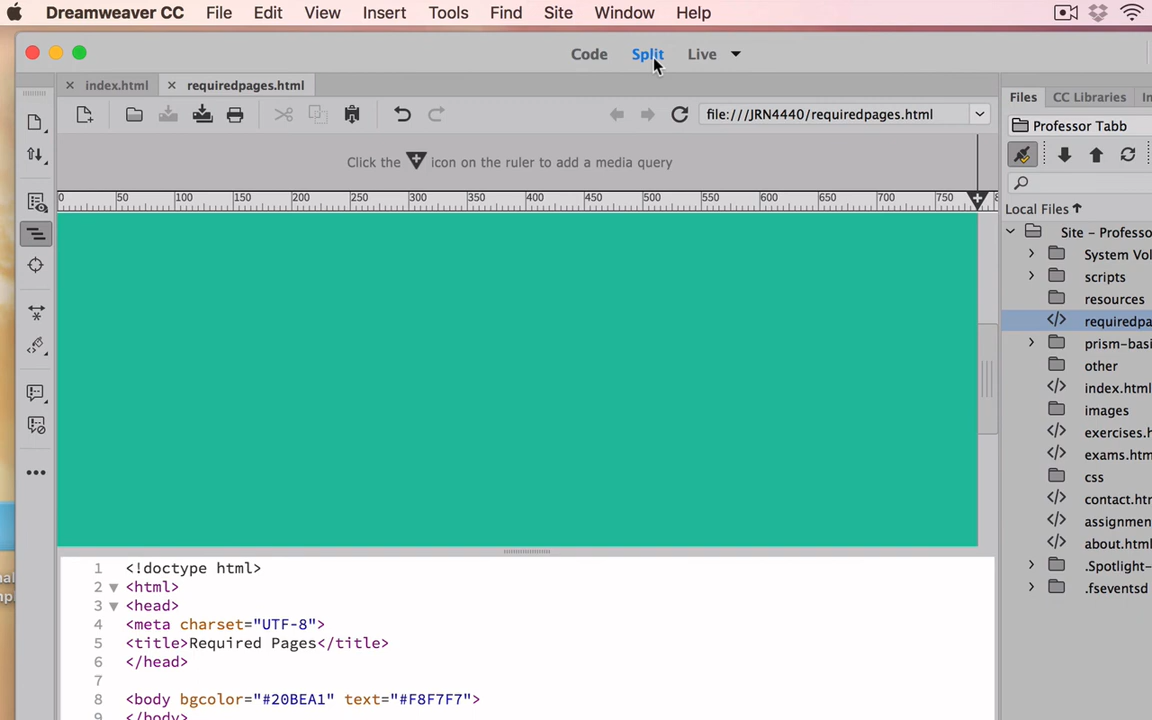 Dreamweaver CC File Edit View Insert Tools Find Site Window Help
Code Split Live
index.html requiredpages.html
Files CC Libraries
file:///JRN4440/requiredpages.html
Professor Tabb
Click the icon on the ruler to add a media query
0 50 100 150 200 250 300 350 400 450 500 550 600 650 700 750
Local Files
Site - Professo
System Vol
scripts
resources
requiredpa
prism-basi
other
index.html
images
exercises.h
exams.htm
css
contact.htm
assignmen
about.html
.Spotlight-
.fseventsd
1 <!doctype html>
2 <html>
3 <head>
4 <meta charset="UTF-8">
5 <title>Required Pages</title>
6 </head>
7
8 <body bgcolor="#20BEA1" text="#F8F7F7">
9 </body>